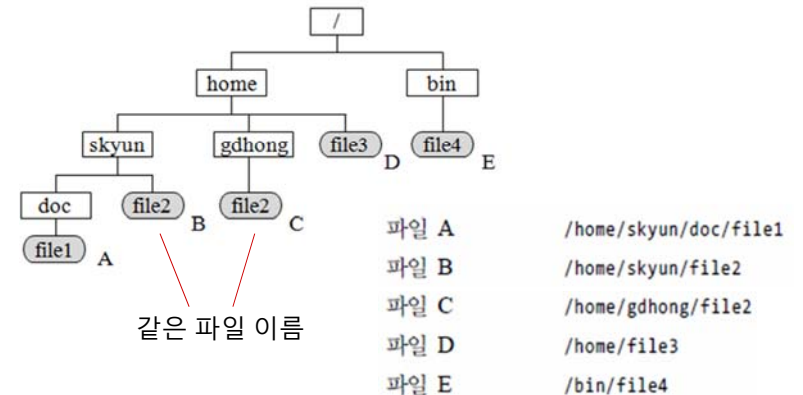 /
home
bin
skyun
gdhong
file3
D
file4
E
doc
file2
B
file2
C
file1
A
같은 파일 이름
파일 A /home/skyun/doc/file1
파일 B /home/skyun/file2
파일 C /home/gdhong/file2
파일 D /home/file3
파일 E /bin/file4